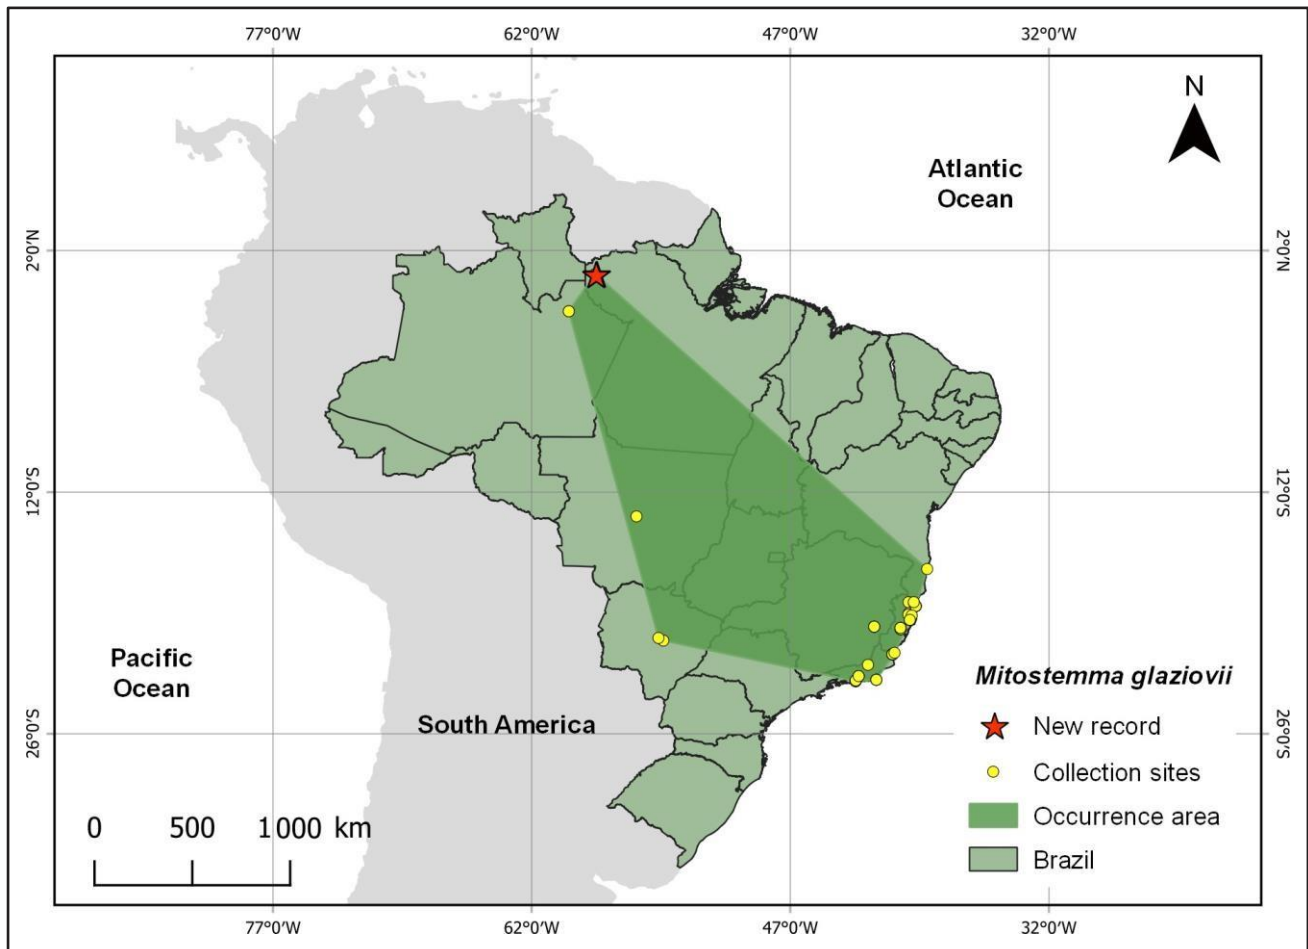 77°0'W 62°0'W 47°0'W 32°0'W
N
Atlantic
Ocean
2°0'N 2°0'N
12°0'S 12°0'S
Pacific
Ocean
South America
26°0'S 26°0'S
Mitostemma glaziovii
New record
Collection sites
Occurrence area
Brazil
0 500 1000 km
77°0'W 62°0'W 47°0'W 32°0'W